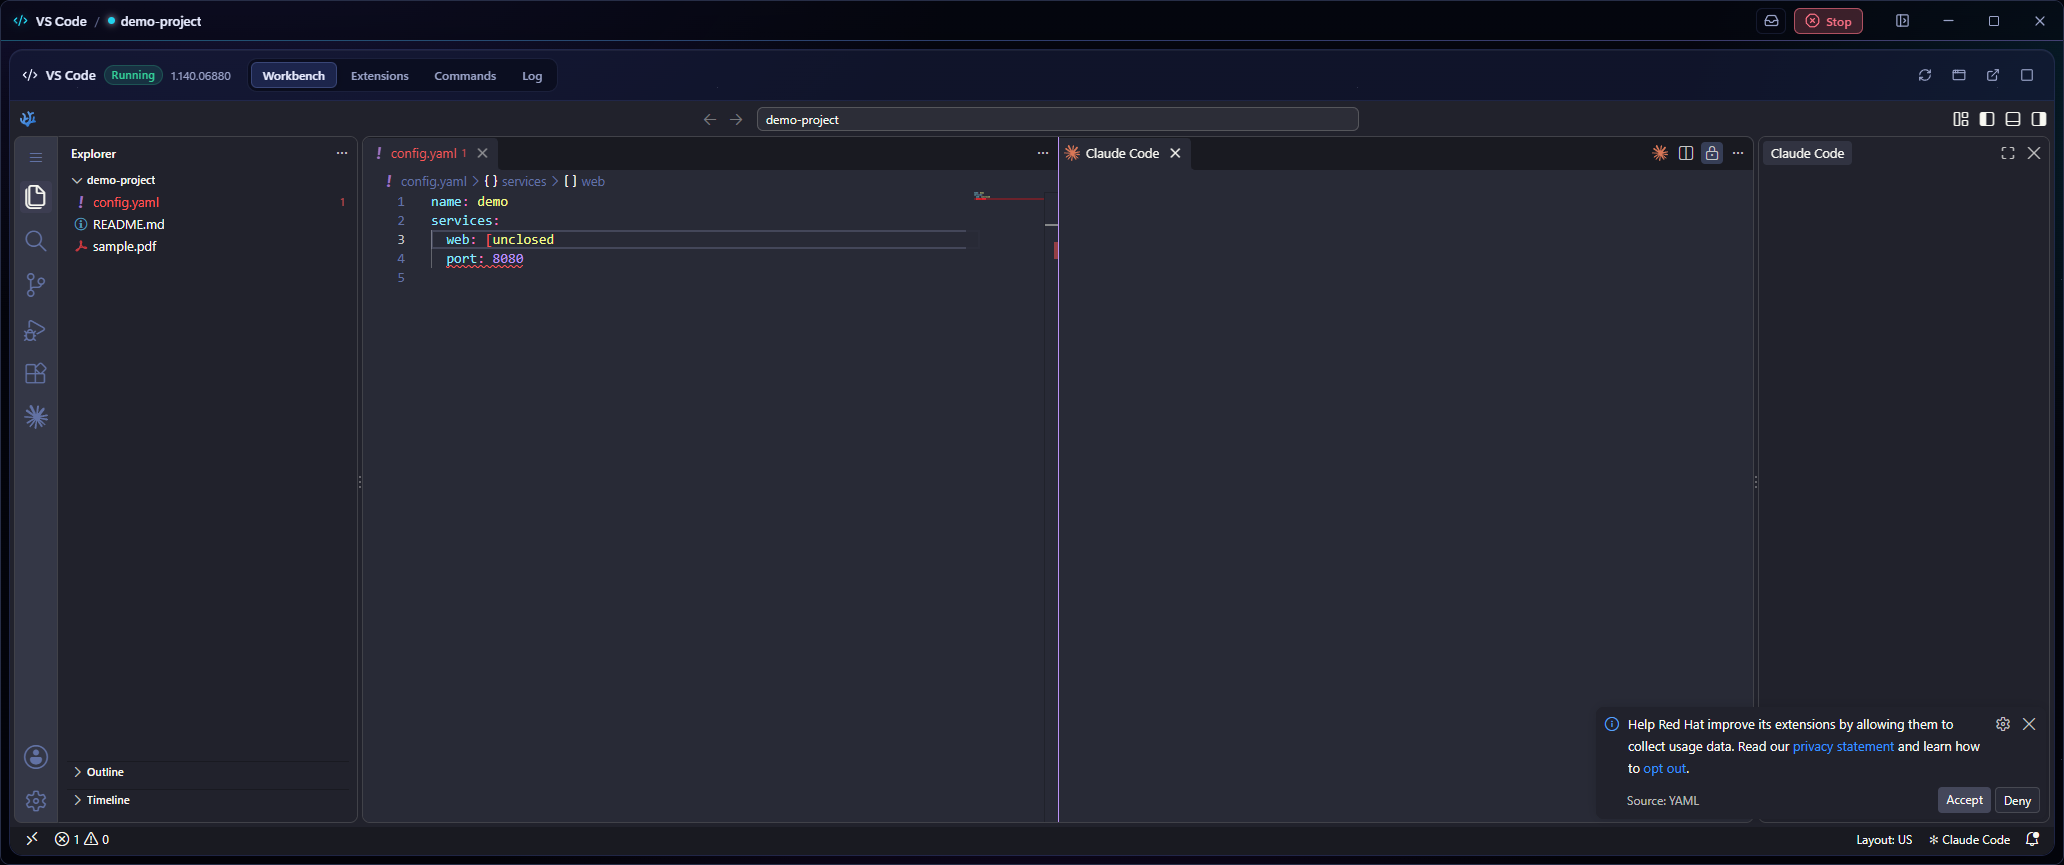 VS Code / demo-project
Stop
VS Code Running 1.140.06880 Workbench Extensions Commands Log
demo-project
Explorer
demo-project
config.yaml 1
README.md
sample.pdf
Outline
Timeline
config.yaml 1
config.yaml > {} services > [] web
1 name: demo
2 services:
3 web: [unclosed
4 port: 8080
5
Claude Code
Claude Code
Help Red Hat improve its extensions by allowing them to
collect usage data. Read our privacy statement and learn how
to opt out.
Source: YAML
Accept Deny
1 0
Layout: US Claude Code